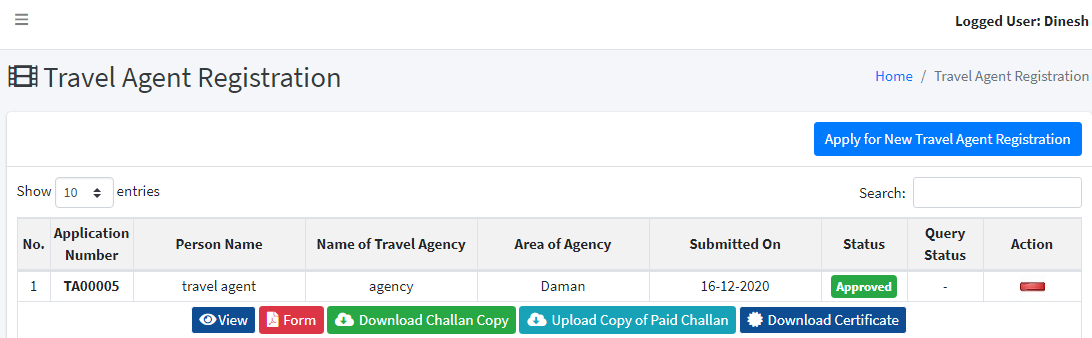 Logged User: Dinesh
Travel Agent Registration
Home / Travel Agent Registration
Apply for New Travel Agent Registration
Show 10 entries
Search:
No. Application Number Person Name Name of Travel Agency Area of Agency Submitted On Status Query Status Action
1 TA00005 travel agent agency Daman 16-12-2020 Approved -
View Form Download Challan Copy Upload Copy of Paid Challan Download Certificate